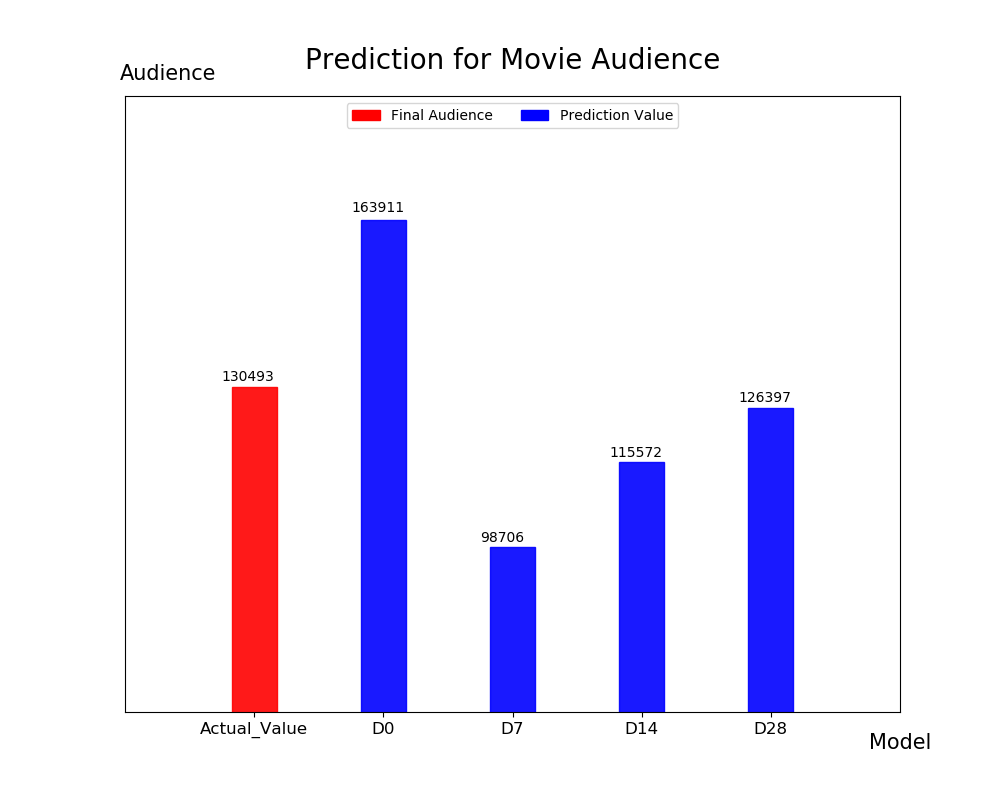 Prediction for Movie Audience
Audience
Final Audience
Prediction Value
163911
130493
126397
115572
98706
Actual_Value
D0
D7
D14
D28
Model